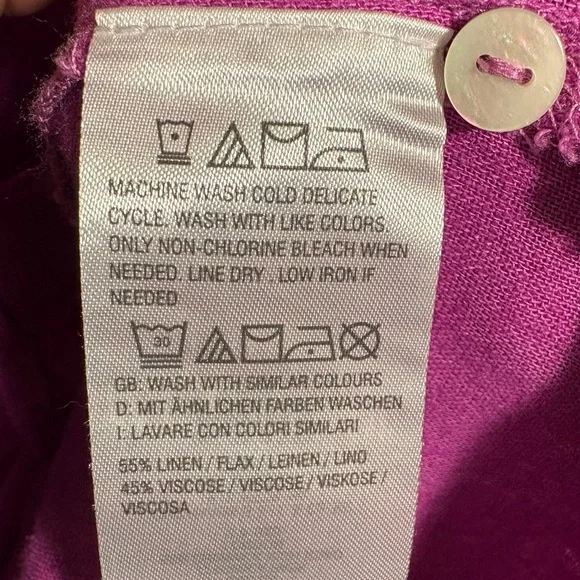 MACHINE WASH COLD DELICATE
CYCLE. WASH WITH LIKE COLORS.
ONLY NON-CHLORINE BLEACH WHEN
NEEDED. LINE DRY . LOW IRON IF
NEEDED
30
GB: WASH WITH SIMILAR COLOURS
D: MIT ÄHNLICHEN FARBEN WASCHEN
I: LAVARE CON COLORI SIMILARI
55% LINEN / FLAX / LEINEN / LINO
45% VISCOSE / VISCOSE / VISKOSE /
VISCOSA